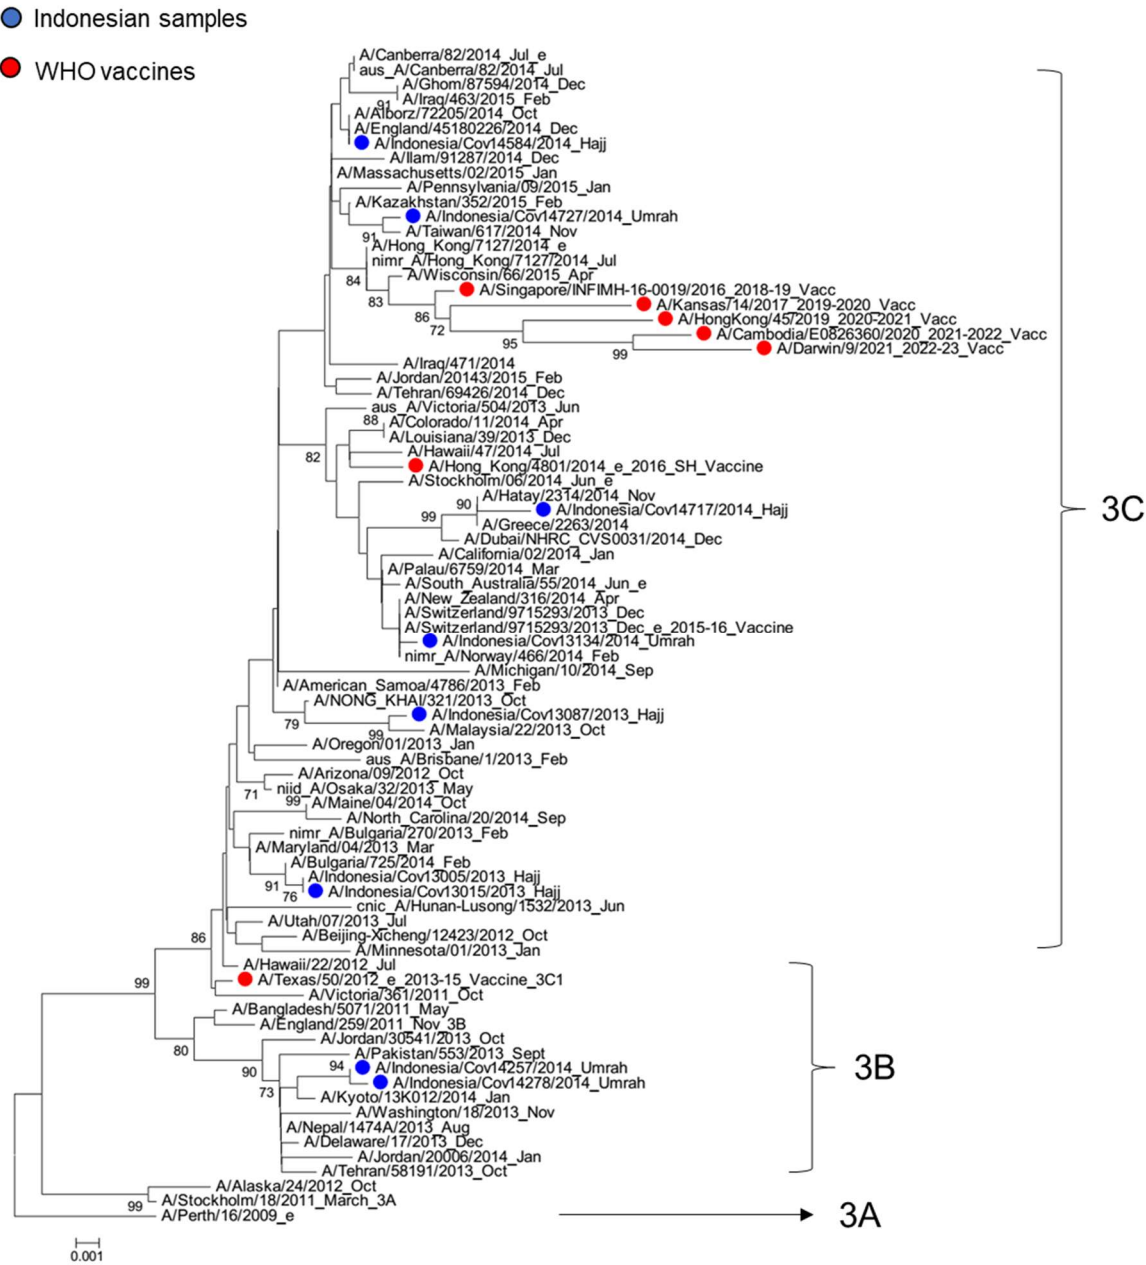 Indonesian samples
WHO vaccines
A/Canberra/82/2014_Jul_e
aus_A/Canberra/82/2014_Jul
A/Ghom/87594/2014_Dec
A/Iraq/463/2015_Feb
91
A/Alborz/72205/2014_Oct
A/England/45180226/2014_Dec
A/Indonesia/Cov14584/2014_Hajj
A/Ilam/91287/2014_Dec
A/Massachusetts/02/2015_Jan
A/Pennsylvania/09/2015_Jan
A/Kazakhstan/352/2015_Feb
A/Indonesia/Cov14727/2014_Umrah
A/Taiwan/617/2014_Nov
91
A/Hong_Kong/7127/2014_e
nimr_A/Hong_Kong/7127/2014_Jul
84
A/Wisconsin/66/2015_Apr
83
A/Singapore/INFIMH-16-0019/2016_2018-19_Vacc
A/Kansas/14/2017_2019-2020_Vacc
86
A/HongKong/45/2019_2020-2021_Vacc
72
A/Cambodia/E0826360/2020_2021-2022_Vacc
95
A/Darwin/9/2021_2022-23_Vacc
99
A/Iraq/471/2014
A/Jordan/20143/2015_Feb
A/Tehran/69426/2014_Dec
aus_A/Victoria/504/2013_Jun
88
A/Colorado/11/2014_Apr
A/Louisiana/39/2013_Dec
A/Hawaii/47/2014_Jul
82
A/Hong_Kong/4801/2014_e_2016_SH_Vaccine
A/Stockholm/06/2014_Jun_e
A/Hatay/2314/2014_Nov
90
A/Indonesia/Cov14717/2014_Hajj
3C
99
A/Greece/2263/2014
A/Dubai/NHRC_CVS0031/2014_Dec
A/California/02/2014_Jan
A/Palau/6759/2014_Mar
A/South_Australia/55/2014_Jun_e
A/New_Zealand/316/2014_Apr
A/Switzerland/9715293/2013_Dec
A/Switzerland/9715293/2013_Dec_e_2015-16_Vaccine
A/Indonesia/Cov13134/2014_Umrah
nimr_A/Norway/466/2014_Feb
A/Michigan/10/2014_Sep
A/American_Samoa/4786/2013_Feb
A/NONG_KHAI/321/2013_Oct
A/Indonesia/Cov13087/2013_Hajj
79
A/Malaysia/22/2013_Oct
99
A/Oregon/01/2013_Jan
aus_A/Brisbane/1/2013_Feb
A/Arizona/09/2012_Oct
niid_A/Osaka/32/2013_May
71
99
A/Maine/04/2014_Oct
A/North_Carolina/20/2014_Sep
nimr_A/Bulgaria/270/2013_Feb
A/Maryland/04/2013_Mar
A/Bulgaria/725/2014_Feb
A/Indonesia/Cov13005/2013_Hajj
91
A/Indonesia/Cov13015/2013_Hajj
76
cnic_A/Hunan-Lusong/1532/2013_Jun
A/Utah/07/2013_Jul
A/Beijing-Xicheng/12423/2012_Oct
86
A/Minnesota/01/2013_Jan
A/Hawaii/22/2012_Jul
A/Texas/50/2012_e_2013-15_Vaccine_3C1
99
A/Victoria/361/2011_Oct
A/Bangladesh/5071/2011_May
A/England/259/2011_Nov_3B
A/Jordan/30541/2013_Oct
80
A/Pakistan/553/2013_Sept
94
A/Indonesia/Cov14257/2014_Umrah
3B
90
A/Indonesia/Cov14278/2014_Umrah
73
A/Kyoto/13K012/2014_Jan
A/Washington/18/2013_Nov
A/Nepal/1474A/2013_Aug
A/Delaware/17/2013_Dec
A/Jordan/20006/2014_Jan
A/Tehran/58191/2013_Oct
A/Alaska/24/2012_Oct
A/Stockholm/18/2011_March_3A
99
A/Perth/16/2009_e
3A
0.001